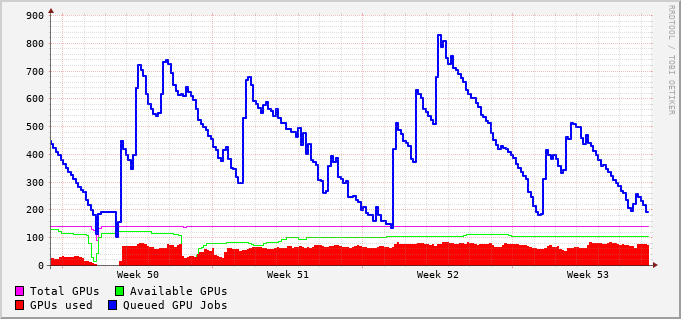 900
800
700
600
500
400
300
200
100
0
Week 50 Week 51 Week 52 Week 53
Total GPUs Available GPUs
GPUs used Queued GPU Jobs
RRDTOOL / TOBI OETIKER